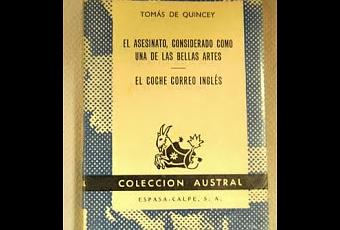 TOMÁS DE QUINCEY
EL ASESINATO, CONSIDERADO COMO
UNA DE LAS BELLAS ARTES
EL COCHE CORREO INGLÉS
COLECCION AUSTRAL
ESPASA-CALPE, S. A.